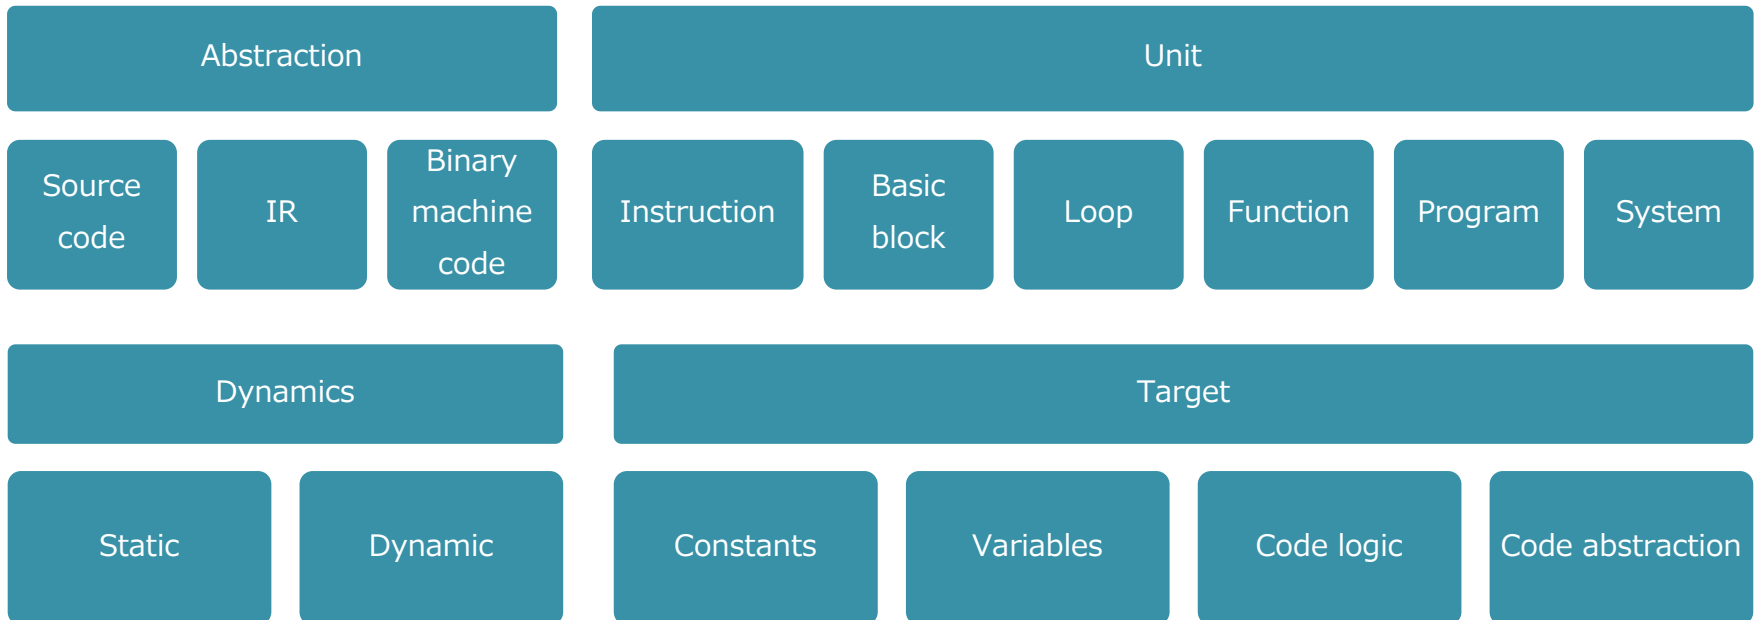 Abstraction
Unit
Source
code
IR
Binary
machine
code
Instruction
Basic
block
Loop
Function
Program
System
Dynamics
Target
Static
Dynamic
Constants
Variables
Code logic
Code abstraction